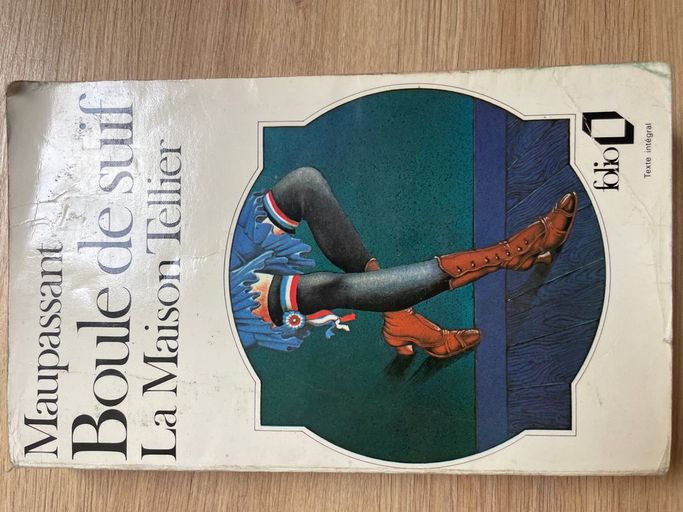 Maupassant
Boule de suif
La Maison Tellier
folio
Texte intégral